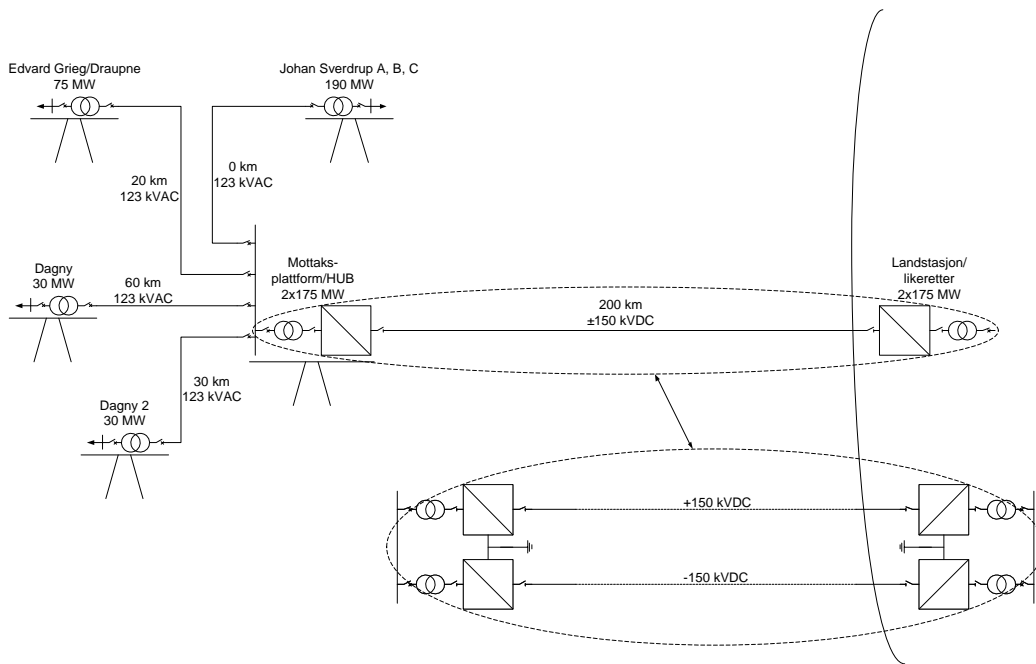 Edvard Grieg/Draupne
75 MW
Johan Sverdrup A, B, C
190 MW
0 km
123 kVAC
20 km
123 kVAC
Dagny
30 MW
60 km
123 kVAC
Mottaks-
plattform/HUB
2x175 MW
200 km
±150 kVDC
Landstasjon/
likeretter
2x175 MW
30 km
123 kVAC
Dagny 2
30 MW
+150 kVDC
-150 kVDC